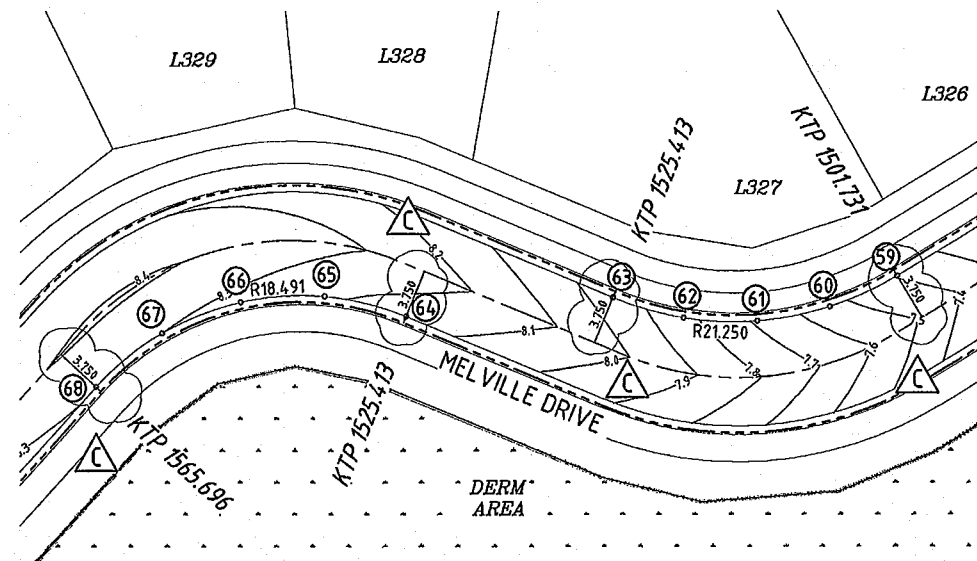 L329
L328
L326
L327
KTP 1525.413
KTP 1501.731
C
59
3.750
7.4
7.5
60
61
62
63
3.750
R21.250
8.2
65
R18.491
66
67
8.4
3.750
64
8.1
8.0
7.9
7.8
7.7
7.6
C
C
3.750
68
C
MELVILLE DRIVE
KTP 1525.413
KTP 1565.696
DERM
AREA